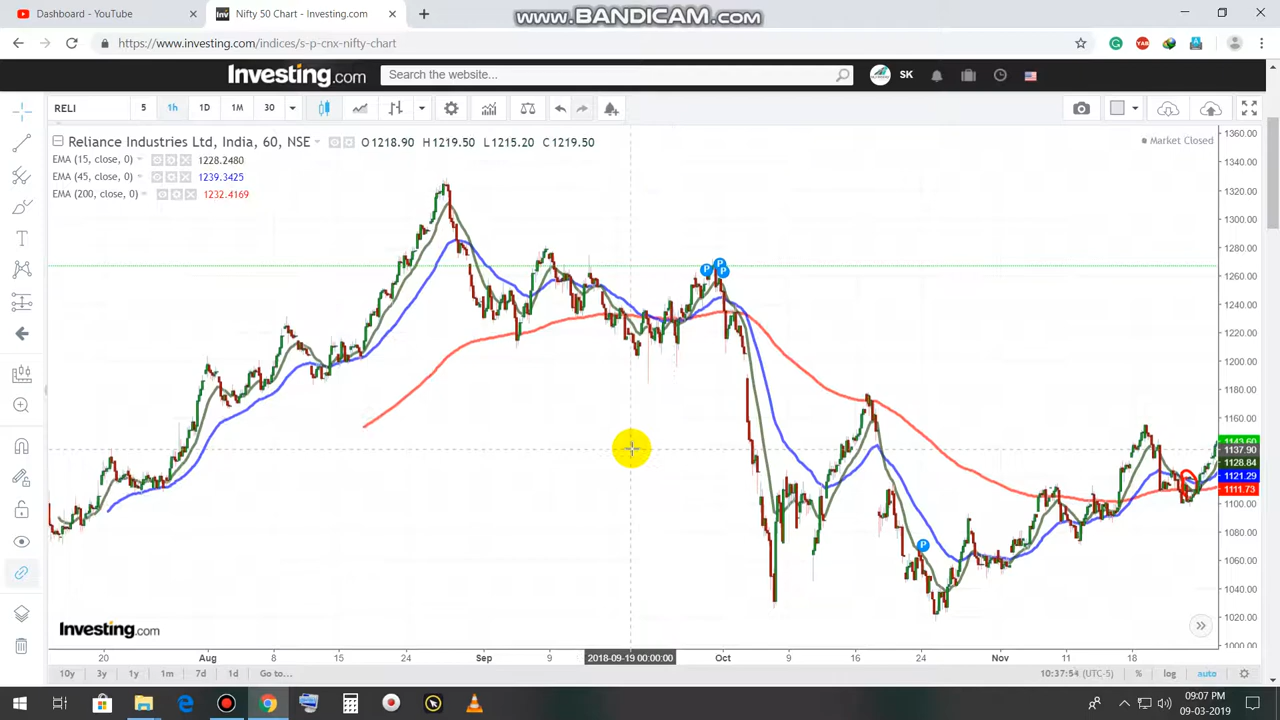 Dashboard - YouTube
Nifty 50 Chart - Investing.com
www.BANDICAM.com
https://www.investing.com/indices/s-p-cnx-nifty-chart
Investing.com
Search the website...
SK
RELI
5
1h
1D
1M
30
Reliance Industries Ltd, India, 60, NSE
O1218.90 H1219.50 L1215.20 C1219.50
Market Closed
EMA (15, close, 0)
1228.2480
EMA (45, close, 0)
1239.3425
EMA (200, close, 0)
1232.4169
1360.00
1340.00
1320.00
1300.00
1280.00
1260.00
1240.00
1220.00
1200.00
1180.00
1160.00
1143.60
1137.90
1128.84
1121.29
1111.73
1100.00
1080.00
1060.00
1040.00
1020.00
1000.00
P
P
P
P
Investing.com
20
Aug
8
15
24
Sep
9
2018-09-19 00:00:00
Oct
9
16
24
Nov
11
18
10y
3y
1y
1m
7d
1d
Go to...
10:37:54 (UTC-5)
%
log
auto
09:07 PM
09-03-2019